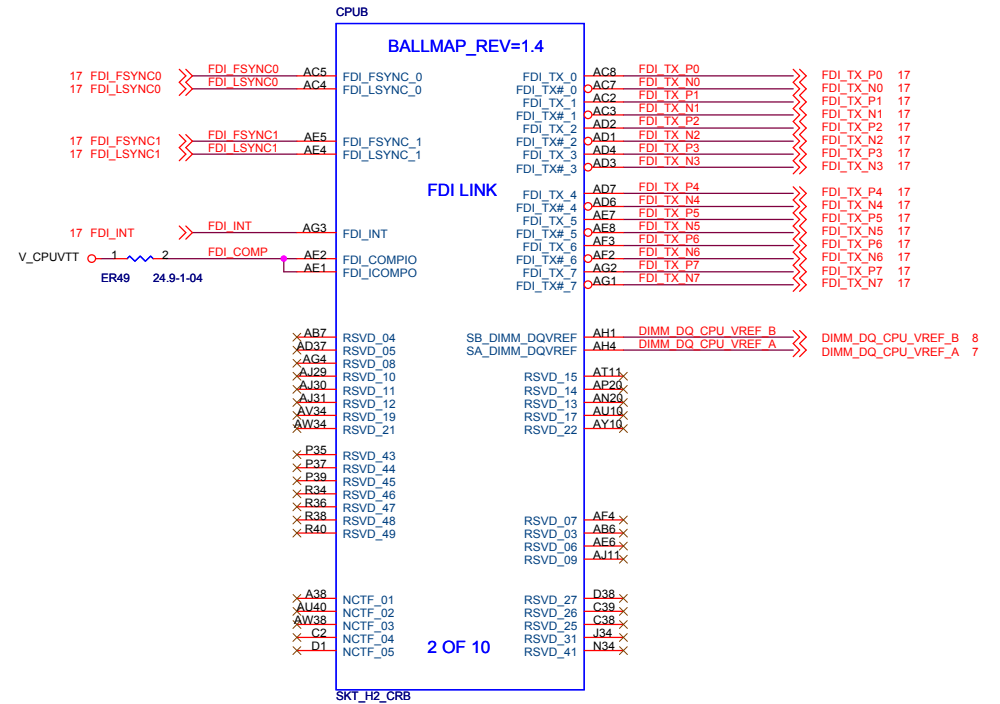 CPUB
BALLMAP_REV=1.4
17 FDI_FSYNC0 FDI_FSYNC0 AC5 FDI_FSYNC_0
17 FDI_LSYNC0 FDI_LSYNC0 AC4 FDI_LSYNC_0
17 FDI_FSYNC1 FDI_FSYNC1 AE5 FDI_FSYNC_1
17 FDI_LSYNC1 FDI_LSYNC1 AE4 FDI_LSYNC_1
FDI LINK
17 FDI_INT FDI_INT AG3 FDI_INT
V_CPUVTT 1 2 FDI_COMP AE2 FDI_COMPIO
AE1 FDI_ICOMPO
ER49 24.9-1-04
FDI_TX_0 AC8 FDI_TX_P0 FDI_TX_P0 17
FDI_TX#_0 AC7 FDI_TX_N0 FDI_TX_N0 17
FDI_TX_1 AC2 FDI_TX_P1 FDI_TX_P1 17
FDI_TX#_1 AC3 FDI_TX_N1 FDI_TX_N1 17
FDI_TX_2 AD2 FDI_TX_P2 FDI_TX_P2 17
FDI_TX#_2 AD1 FDI_TX_N2 FDI_TX_N2 17
FDI_TX_3 AD4 FDI_TX_P3 FDI_TX_P3 17
FDI_TX#_3 AD3 FDI_TX_N3 FDI_TX_N3 17
FDI_TX_4 AD7 FDI_TX_P4 FDI_TX_P4 17
FDI_TX#_4 AD6 FDI_TX_N4 FDI_TX_N4 17
FDI_TX_5 AE7 FDI_TX_P5 FDI_TX_P5 17
FDI_TX#_5 AE8 FDI_TX_N5 FDI_TX_N5 17
FDI_TX_6 AF3 FDI_TX_P6 FDI_TX_P6 17
FDI_TX#_6 AF2 FDI_TX_N6 FDI_TX_N6 17
FDI_TX_7 AG2 FDI_TX_P7 FDI_TX_P7 17
FDI_TX#_7 AG1 FDI_TX_N7 FDI_TX_N7 17
AB7 RSVD_04
AD37 RSVD_05
AG4 RSVD_08
AJ29 RSVD_10
AJ30 RSVD_11
AJ31 RSVD_12
AV34 RSVD_19
AW34 RSVD_21
SB_DIMM_DQVREF AH1 DIMM_DQ_CPU_VREF_B DIMM_DQ_CPU_VREF_B 8
SA_DIMM_DQVREF AH4 DIMM_DQ_CPU_VREF_A DIMM_DQ_CPU_VREF_A 7
RSVD_15 AT11
RSVD_14 AP20
RSVD_13 AN20
RSVD_17 AU10
RSVD_22 AY10
P35 RSVD_43
P37 RSVD_44
P39 RSVD_45
R34 RSVD_46
R36 RSVD_47
R38 RSVD_48
R40 RSVD_49
RSVD_07 AF4
RSVD_03 AB6
RSVD_06 AE6
RSVD_09 AJ11
A38 NCTF_01
AU40 NCTF_02
AW38 NCTF_03
C2 NCTF_04
D1 NCTF_05
2 OF 10
RSVD_27 D38
RSVD_26 C39
RSVD_25 C38
RSVD_31 J34
RSVD_41 N34
SKT_H2_CRB